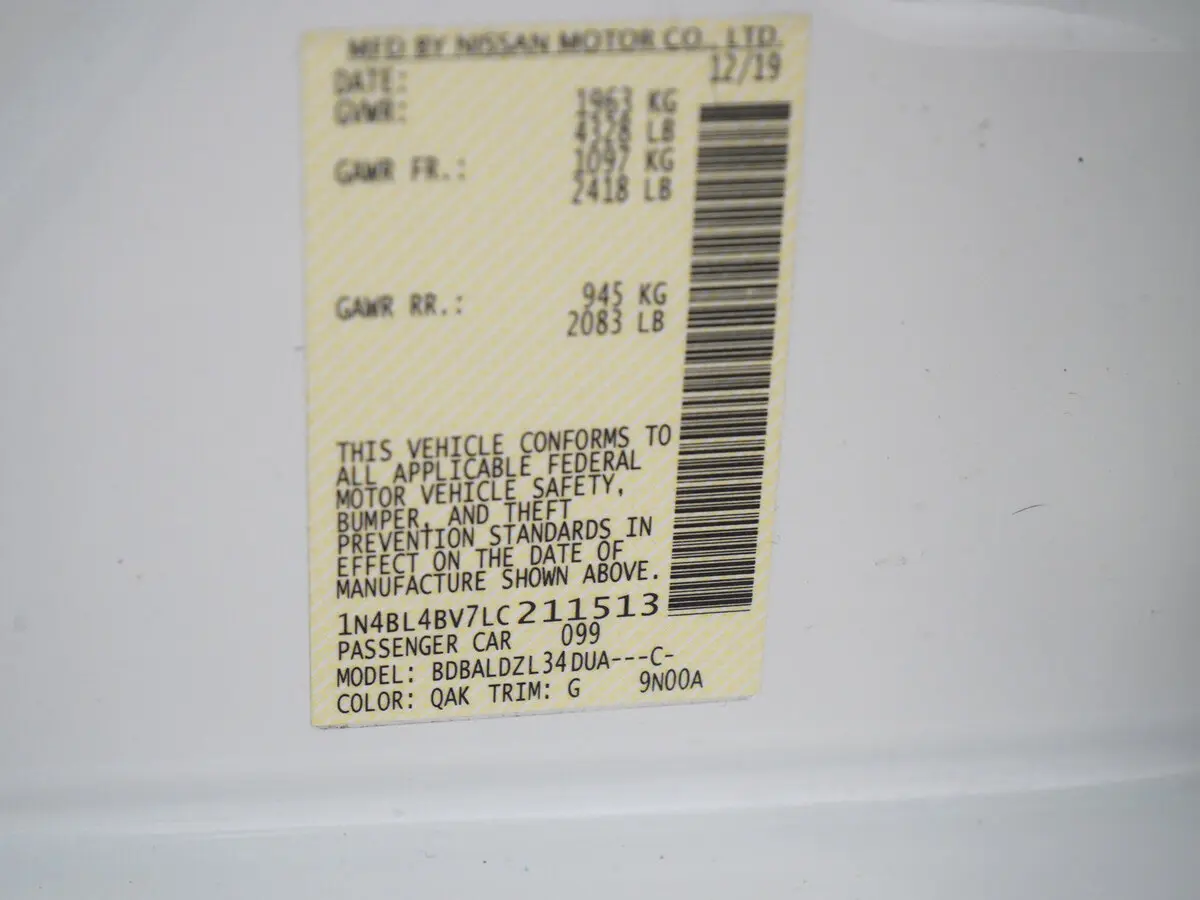 MFD BY NISSAN MOTOR CO., LTD.
DATE: 12/19
GVWR: 1963 KG
4328 LB
GAWR FR.: 1097 KG
2418 LB
GAWR RR.: 945 KG
2083 LB
THIS VEHICLE CONFORMS TO
ALL APPLICABLE FEDERAL
MOTOR VEHICLE SAFETY,
BUMPER, AND THEFT
PREVENTION STANDARDS IN
EFFECT ON THE DATE OF
MANUFACTURE SHOWN ABOVE.
1N4BL4BV7LC211513
PASSENGER CAR 099
MODEL: BDBALDZL34DUA---C-
COLOR: QAK TRIM: G 9N00A